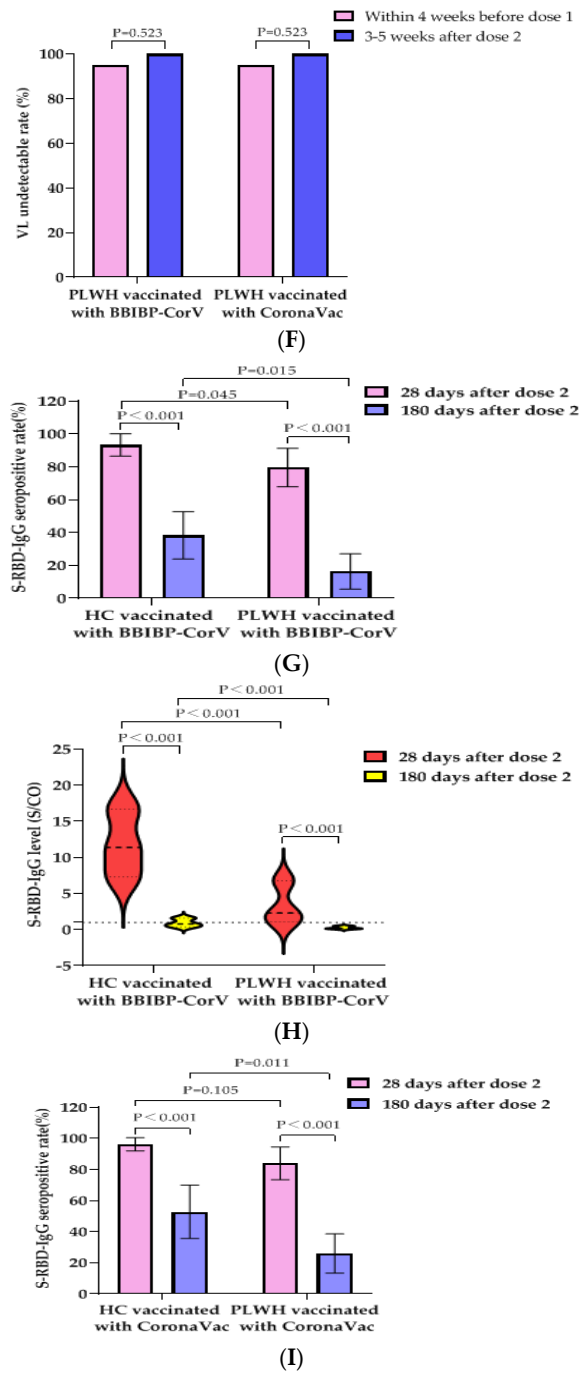 P=0.523
P=0.523
Within 4 weeks before dose 1
3-5 weeks after dose 2
VL undetectable rate (%)
100
80
60
40
20
0
PLWH vaccinated
with BBIBP-CorV
PLWH vaccinated
with CoronaVac
(F)
P=0.015
P=0.045
P<0.001
P<0.001
28 days after dose 2
180 days after dose 2
S-RBD-IgG seropositive rate(%)
120
100
80
60
40
20
0
HC vaccinated
with BBIBP-CorV
PLWH vaccinated
with BBIBP-CorV
(G)
P<0.001
P<0.001
P<0.001
P<0.001
28 days after dose 2
180 days after dose 2
S-RBD-IgG level (S/CO)
25
20
15
10
5
0
-5
HC vaccinated
with BBIBP-CorV
PLWH vaccinated
with BBIBP-CorV
(H)
P=0.011
P=0.105
P<0.001
P<0.001
28 days after dose 2
180 days after dose 2
S-RBD-IgG seropositive rate(%)
120
100
80
60
40
20
0
HC vaccinated
with CoronaVac
PLWH vaccinated
with CoronaVac
(I)